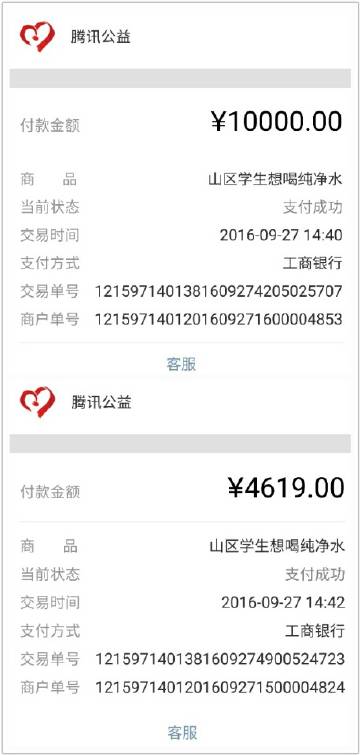 腾讯公益
付款金额 ¥10000.00
商 品 山区学生想喝纯净水
当前状态 支付成功
交易时间 2016-09-27 14:40
支付方式 工商银行
交易单号 1215971401381609274205025707
商户单号 1215971401201609271600004853
客服
腾讯公益
付款金额 ¥4619.00
商 品 山区学生想喝纯净水
当前状态 支付成功
交易时间 2016-09-27 14:42
支付方式 工商银行
交易单号 1215971401381609274900524723
商户单号 1215971401201609271500004824
客服